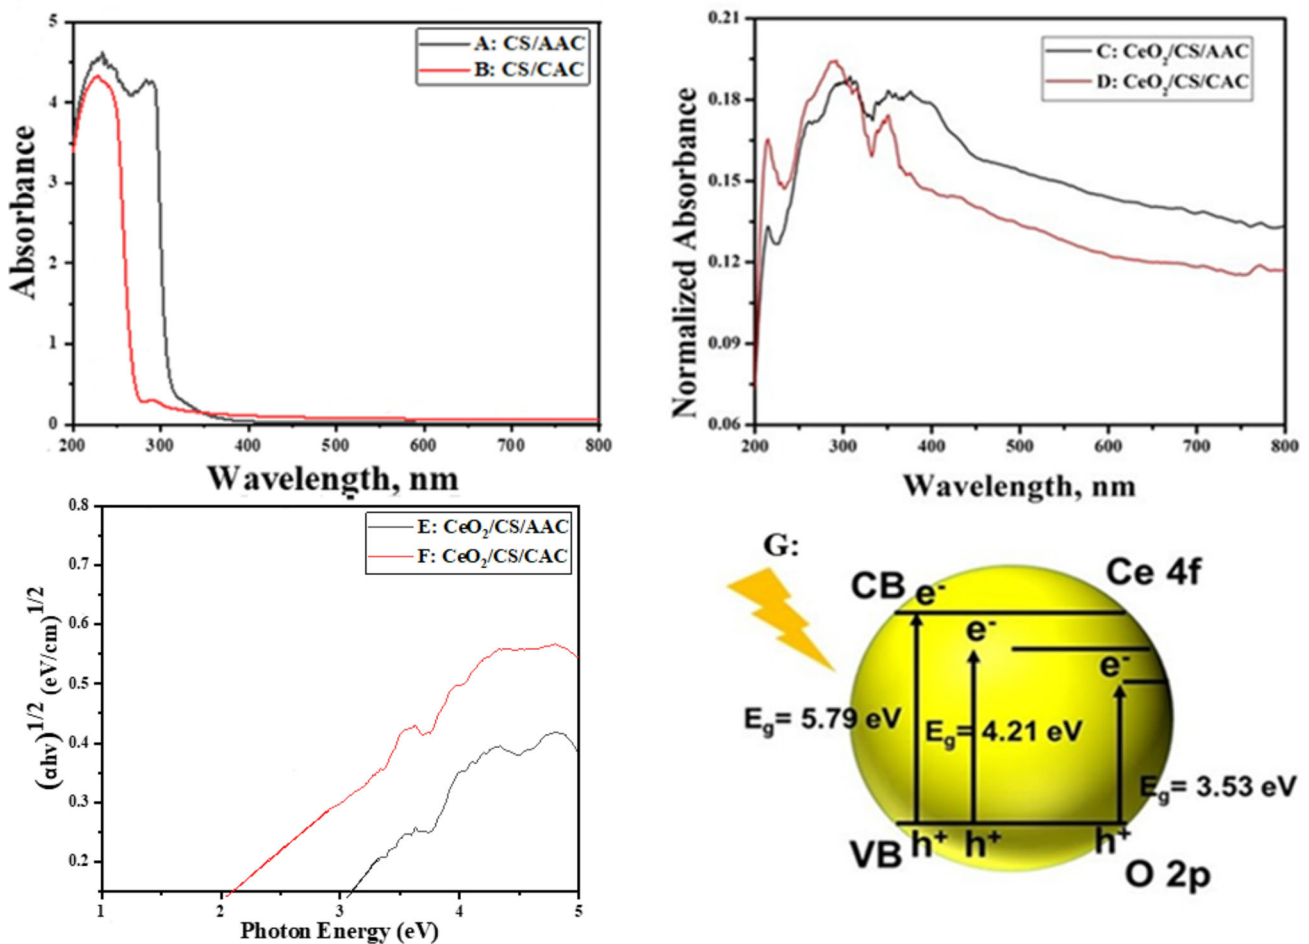 5
4
3
2
1
0
Absorbance
A: CS/AAC
B: CS/CAC
200 300 400 500 600 700 800
Wavelength, nm
0.21
0.18
0.15
0.12
0.09
0.06
Normalized Absorbance
C: CeO₂/CS/AAC
D: CeO₂/CS/CAC
200 300 400 500 600 700 800
Wavelength, nm
0.8
0.7
0.6
0.5
0.4
0.3
0.2
(αhν)^1/2 (eV/cm)^1/2
E: CeO₂/CS/AAC
F: CeO₂/CS/CAC
1 2 3 4 5
Photon Energy (eV)
G:
CB e⁻ Ce 4f
e⁻
e⁻
E_g= 5.79 eV
E_g= 4.21 eV
E_g= 3.53 eV
VB h⁺ h⁺ h⁺
O 2p